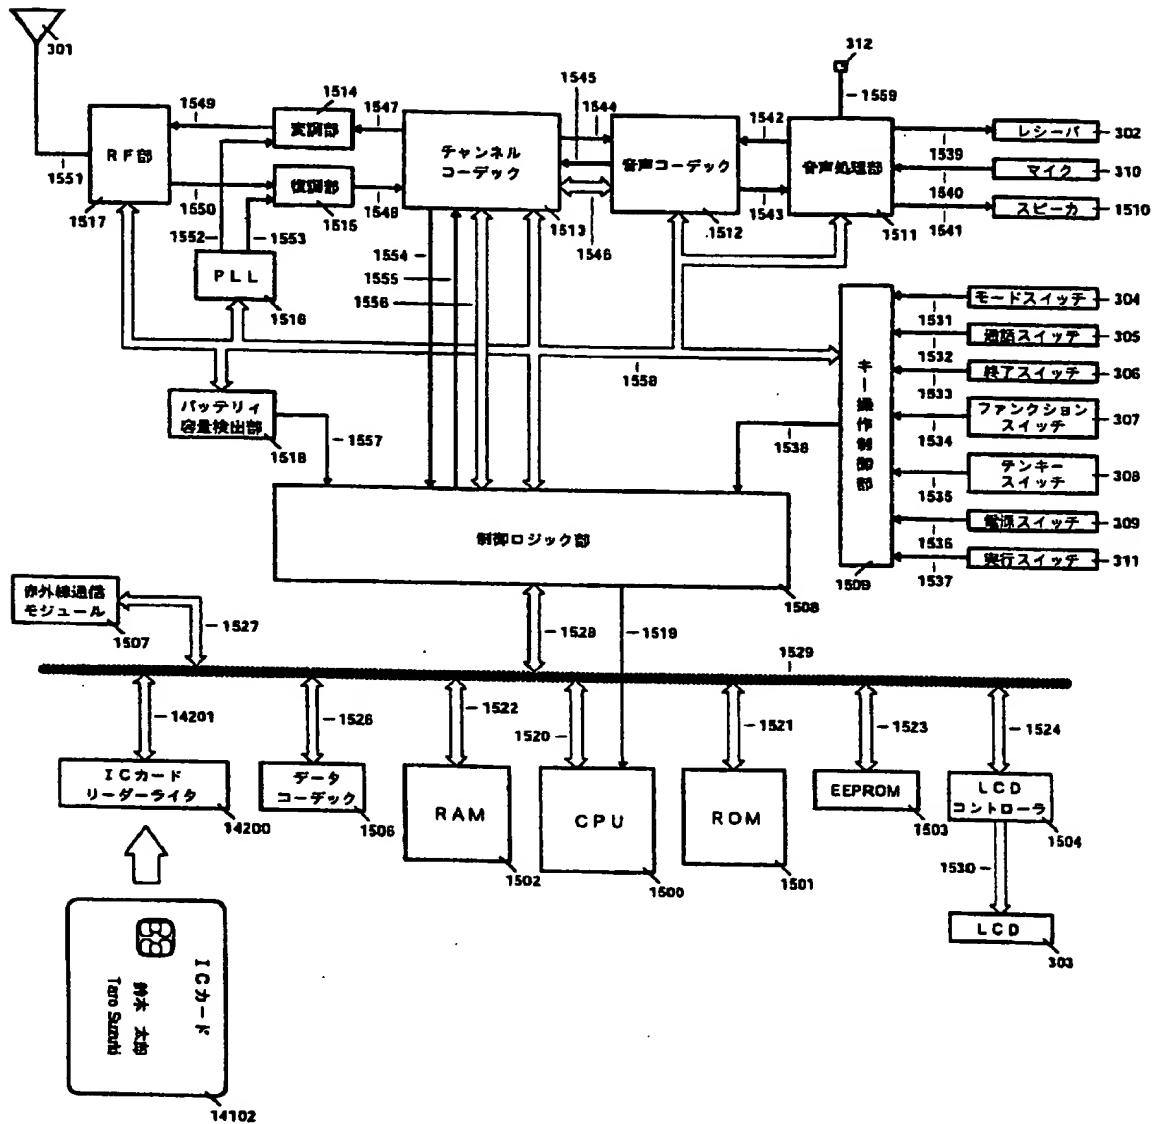 301
312
1545
1514
1544
1559
1549
1547
1542
変調部
レシーバ
302
RF部
チャンネル
コーデック
音声コーデック
音声処理部
1539
マイク
310
1551
復調部
1540
スピーカ
1510
1550
1515
1548
1543
1541
1517
1552
1553
1513
1512
1511
1546
1554
1555
1556
PLL
1516
モードスイッチ
304
1531
通話スイッチ
305
1532
終了スイッチ
306
1558
1533
ファンクション
スイッチ
307
1534
バッテリィ
容量検出部
1518
1557
1538
キー操作制御部
テンキー
スイッチ
308
1535
電源スイッチ
309
1536
実行スイッチ
311
1537
1509
制御ロジック部
1508
赤外線通信
モジュール
1507
1527
1528
1519
1529
14201
1526
1522
1520
1521
1523
1524
ICカード
リーダーライタ
14200
データ
コーデック
1506
RAM
1502
CPU
1500
ROM
1501
EEPROM
1503
LCD
コントローラ
1504
1530
LCD
303
ICカード
鈴木 太郎
Taro Suzuki
14102